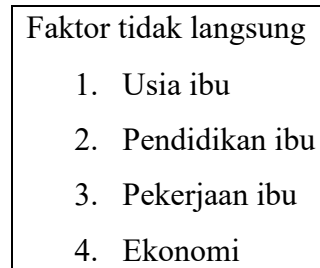 Faktor tidak langsung
1. Usia ibu
2. Pendidikan ibu
3. Pekerjaan ibu
4. Ekonomi